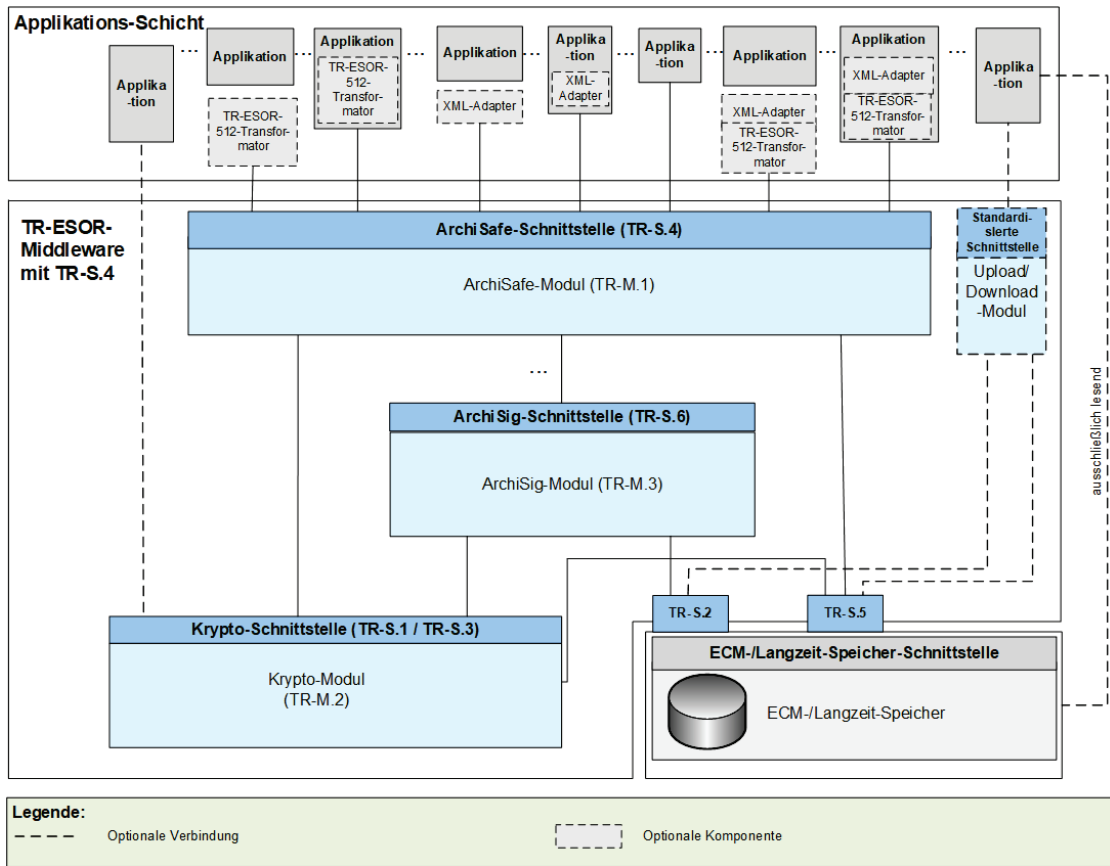 Applikations-Schicht
Applika
-tion
...
Applikation
TR-ESOR-
512-Transfor-
mator
Applikation
TR-ESOR-
512-
Transfor-
mator
...
Applikation
XML-Adapter
...
Applika
-tion
XML-
Adapter
...
Applika
-tion
...
Applikation
XML-Adapter
TR-ESOR-
512-Transfor-
mator
Applikation
XML-Adapter
TR-ESOR-
512-Transfor-
mator
...
Applika
-tion
TR-ESOR-
Middleware
mit TR-S.4
ArchiSafe-Schnittstelle (TR-S.4)
ArchiSafe-Modul (TR-M.1)
Standardi-
sierte
Schnittstelle
Upload/
Download
-Modul
...
ausschließlich lesend
ArchiSig-Schnittstelle (TR-S.6)
ArchiSig-Modul (TR-M.3)
TR-S.2
TR-S.5
Krypto-Schnittstelle (TR-S.1 / TR-S.3)
Krypto-Modul
(TR-M.2)
ECM-/Langzeit-Speicher-Schnittstelle
ECM-/Langzeit-Speicher
Legende:
Optionale Verbindung
Optionale Komponente